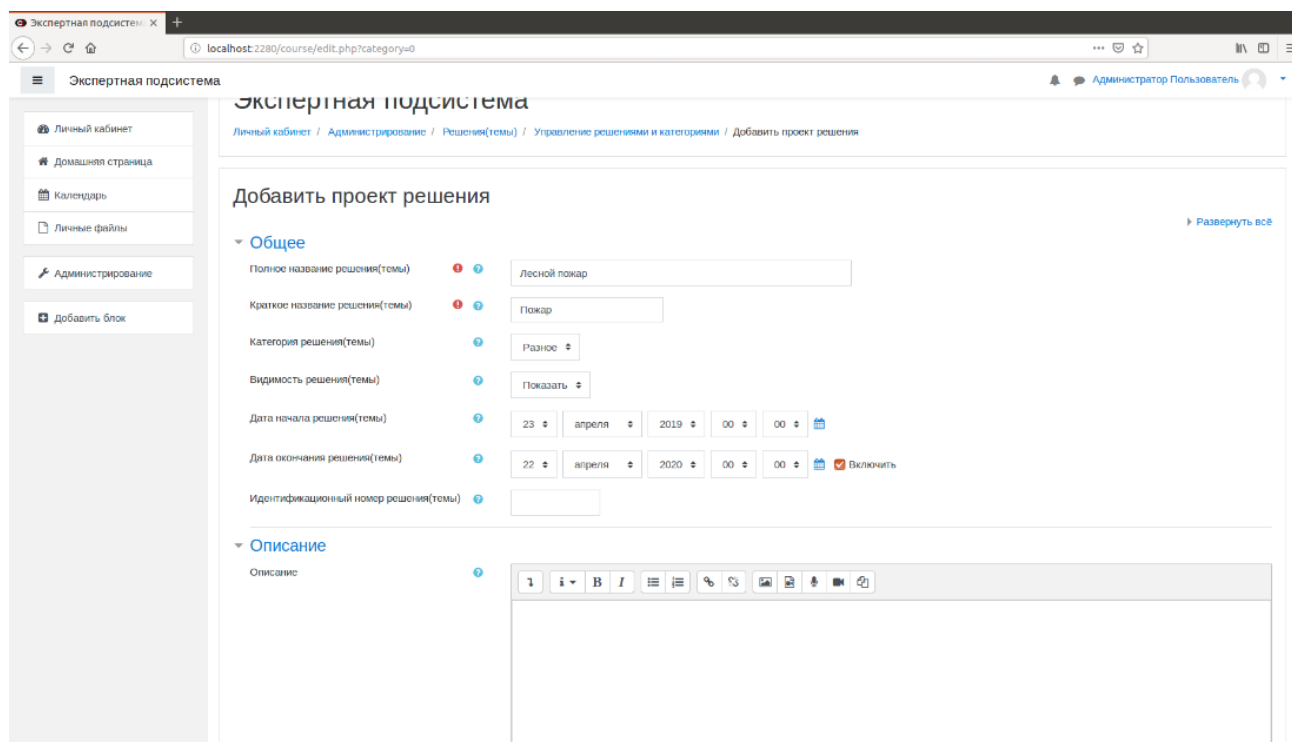 Экспертная подсистем
localhost:2280/course/edit.php?category=0
Экспертная подсистема
Администратор Пользователь
Экспертная подсистема
Личный кабинет / Администрирование / Решения(темы) / Управление решениями и категориями / Добавить проект решения
Личный кабинет
Домашняя страница
Календарь
Личные файлы
Администрирование
Добавить блок
Добавить проект решения
Развернуть всё
Общее
Полное название решения(темы) Лесной пожар
Краткое название решения(темы) Пожар
Категория решения(темы) Разное
Видимость решения(темы) Показать
Дата начала решения(темы) 23 апреля 2019 00 00
Дата окончания решения(темы) 22 апреля 2020 00 00 Включить
Идентификационный номер решения(темы)
Описание
Описание
i B I